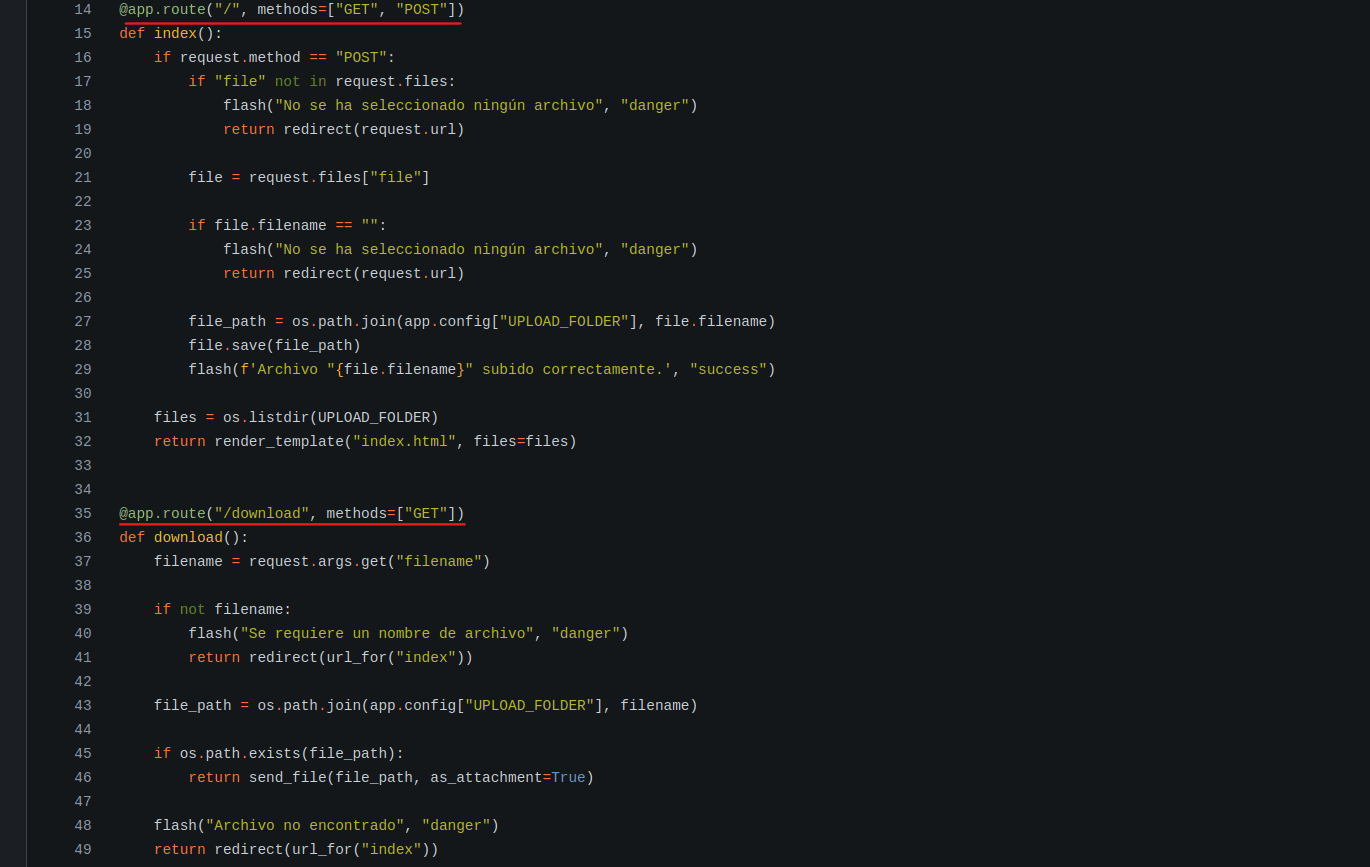 14 @app.route("/", methods=["GET", "POST"])
15 def index():
16     if request.method == "POST":
17         if "file" not in request.files:
18             flash("No se ha seleccionado ningún archivo", "danger")
19             return redirect(request.url)
20
21         file = request.files["file"]
22
23         if file.filename == "":
24             flash("No se ha seleccionado ningún archivo", "danger")
25             return redirect(request.url)
26
27         file_path = os.path.join(app.config["UPLOAD_FOLDER"], file.filename)
28         file.save(file_path)
29         flash(f'Archivo "{file.filename}" subido correctamente.', "success")
30
31     files = os.listdir(UPLOAD_FOLDER)
32     return render_template("index.html", files=files)
33
34
35 @app.route("/download", methods=["GET"])
36 def download():
37     filename = request.args.get("filename")
38
39     if not filename:
40         flash("Se requiere un nombre de archivo", "danger")
41         return redirect(url_for("index"))
42
43     file_path = os.path.join(app.config["UPLOAD_FOLDER"], filename)
44
45     if os.path.exists(file_path):
46         return send_file(file_path, as_attachment=True)
47
48     flash("Archivo no encontrado", "danger")
49     return redirect(url_for("index"))